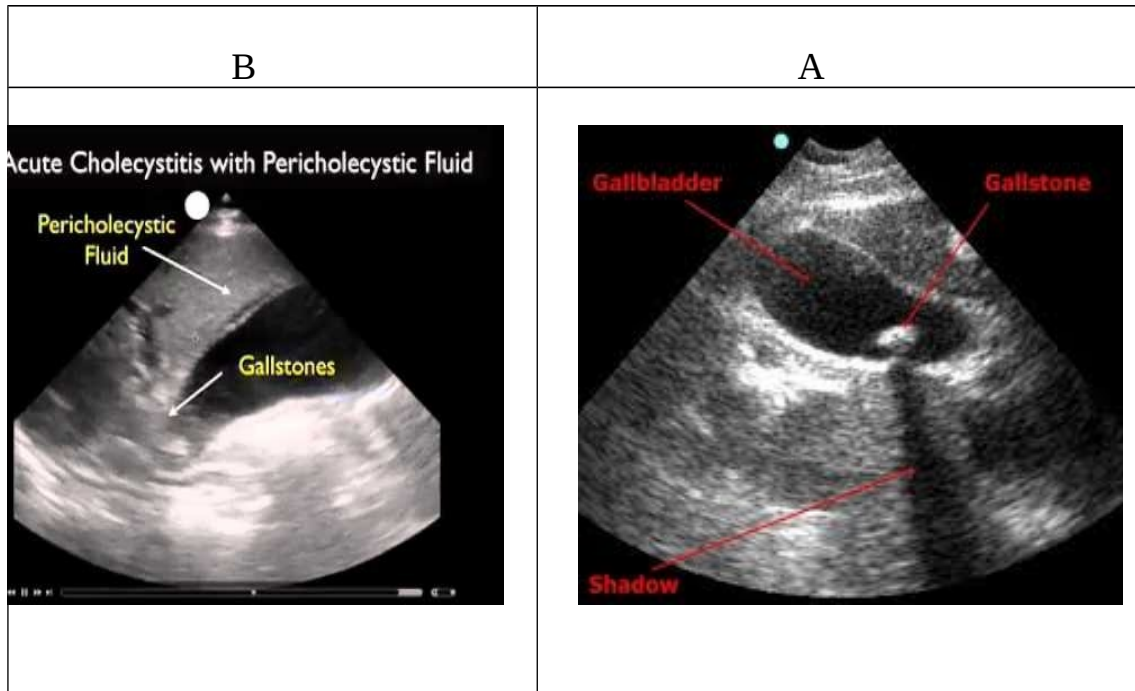 B
A
Acute Cholecystitis with Pericholecystic Fluid
Pericholecystic
Fluid
Gallstones
Gallbladder
Gallstone
Shadow